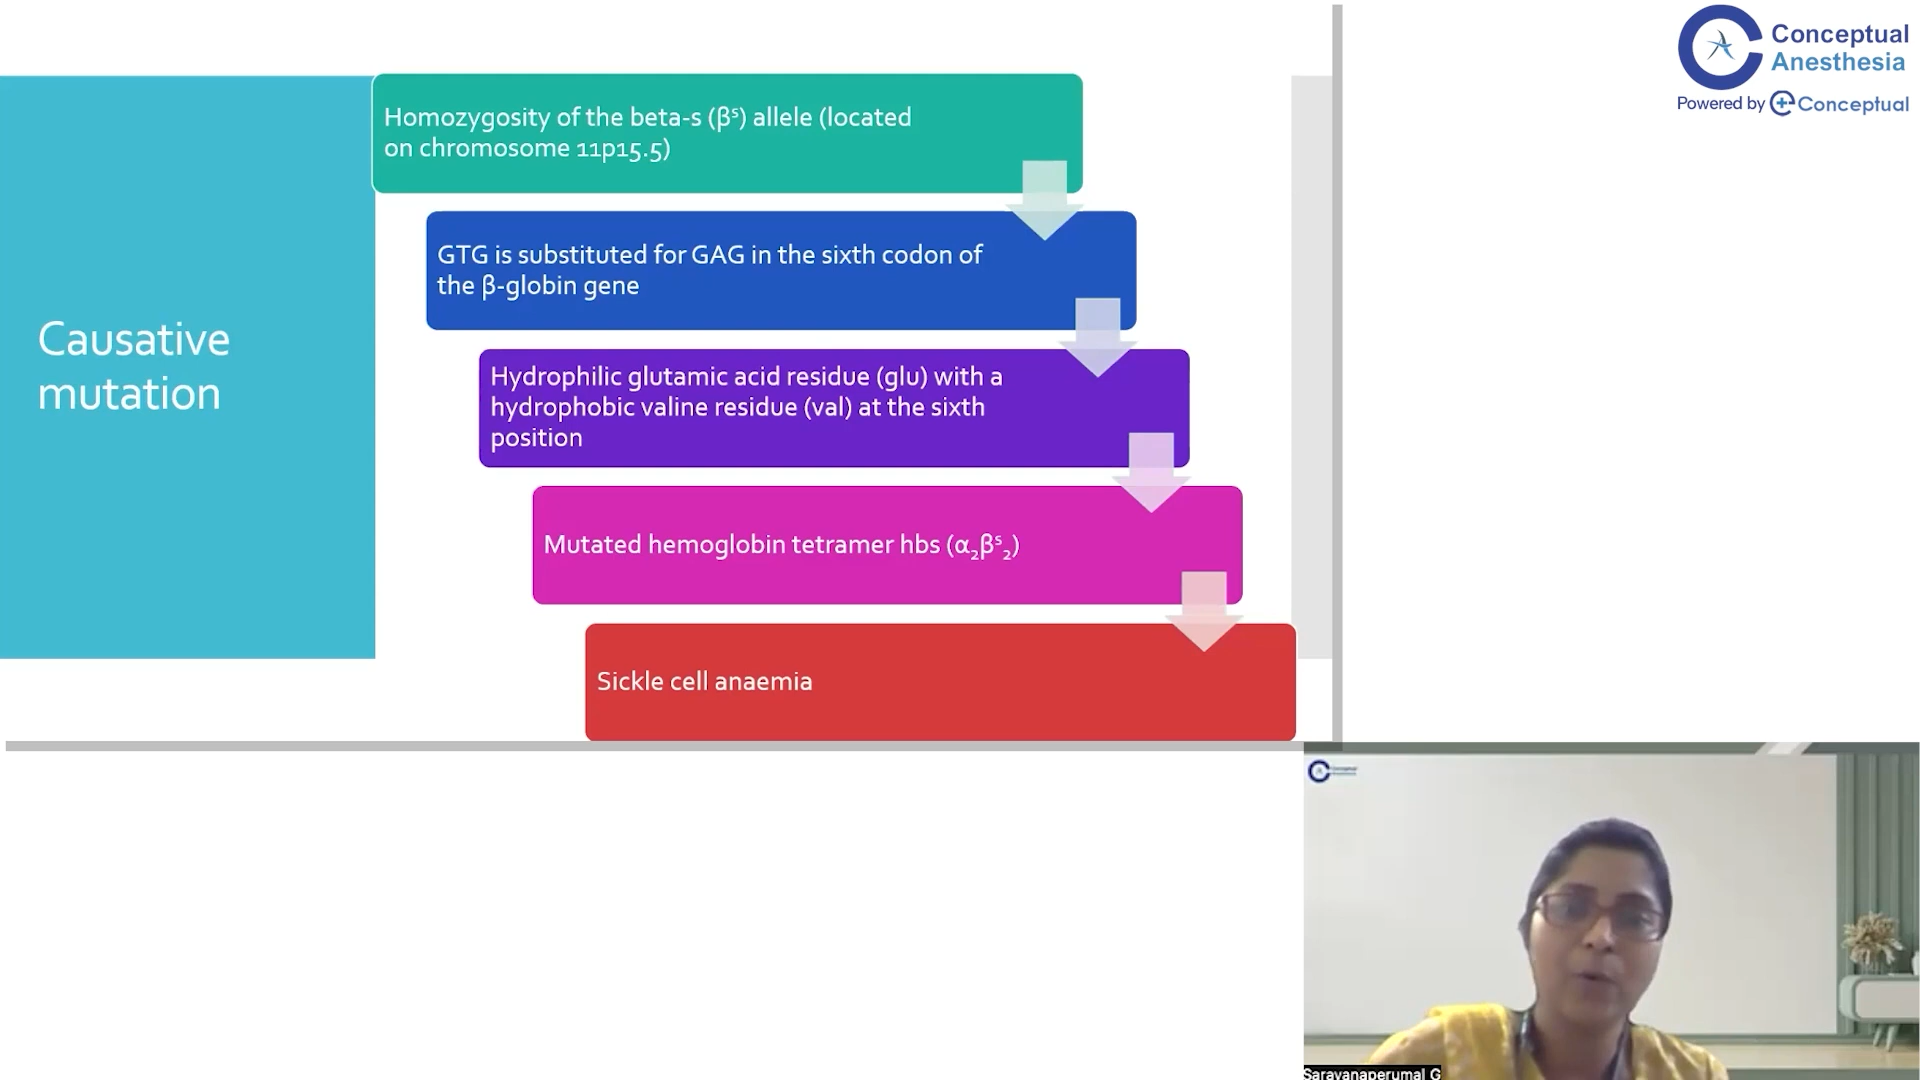 Conceptual
Anesthesia
Powered by Conceptual
Causative
mutation
Homozygosity of the beta-s (βˢ) allele (located
on chromosome 11p15.5)
GTG is substituted for GAG in the sixth codon of
the β-globin gene
Hydrophilic glutamic acid residue (glu) with a
hydrophobic valine residue (val) at the sixth
position
Mutated hemoglobin tetramer hbs (α₂βˢ₂)
Sickle cell anaemia
Saravanaperumal G